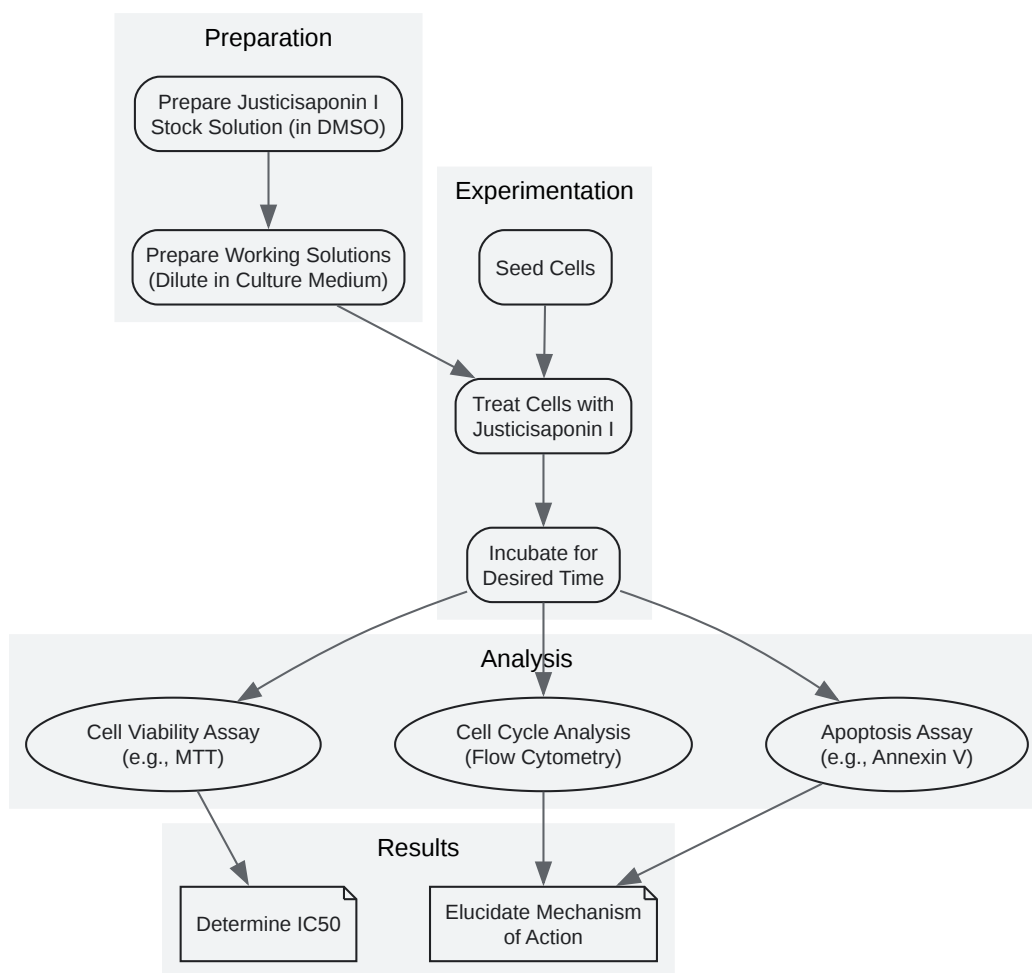 Preparation
Prepare Justicisaponin I
Stock Solution (in DMSO)
Prepare Working Solutions
(Dilute in Culture Medium)
Experimentation
Seed Cells
Treat Cells with
Justicisaponin I
Incubate for
Desired Time
Analysis
Cell Viability Assay
(e.g., MTT)
Cell Cycle Analysis
(Flow Cytometry)
Apoptosis Assay
(e.g., Annexin V)
Results
Determine IC50
Elucidate Mechanism
of Action